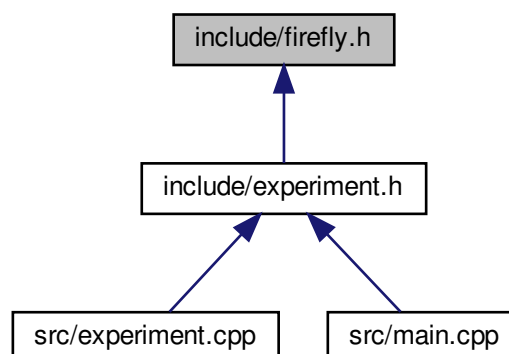 include/firefly.h
include/experiment.h
src/experiment.cpp
src/main.cpp